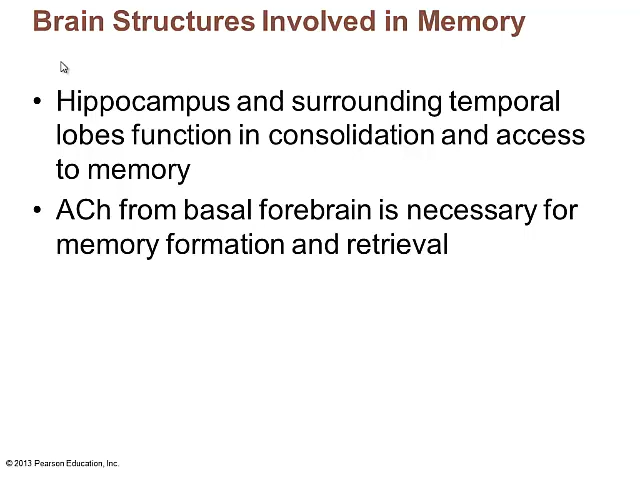 Brain Structures Involved in Memory
• Hippocampus and surrounding temporal
lobes function in consolidation and access
to memory
• ACh from basal forebrain is necessary for
memory formation and retrieval
© 2013 Pearson Education, Inc.